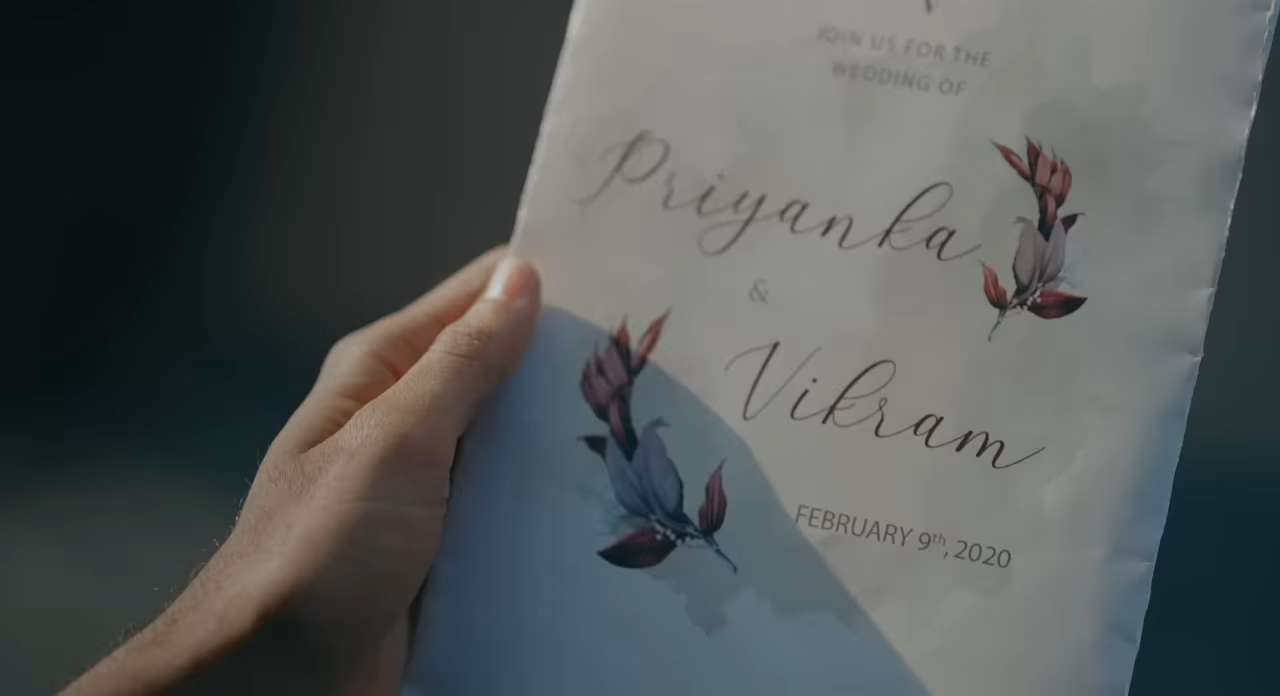 JOIN US FOR THE
WEDDING OF
Priyanka
&
Vikram
FEBRUARY 9th, 2020